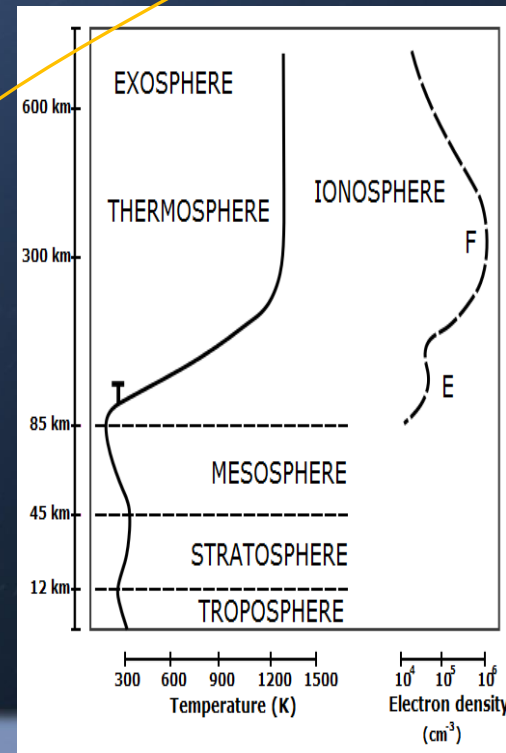 EXOSPHERE
600 km
IONOSPHERE
THERMOSPHERE
F
300 km
T
E
85 km
MESOSPHERE
45 km
STRATOSPHERE
12 km
TROPOSPHERE
300 600 900 1200 1500
Temperature (K)
10⁴ 10⁵ 10⁶
Electron density
(cm⁻³)